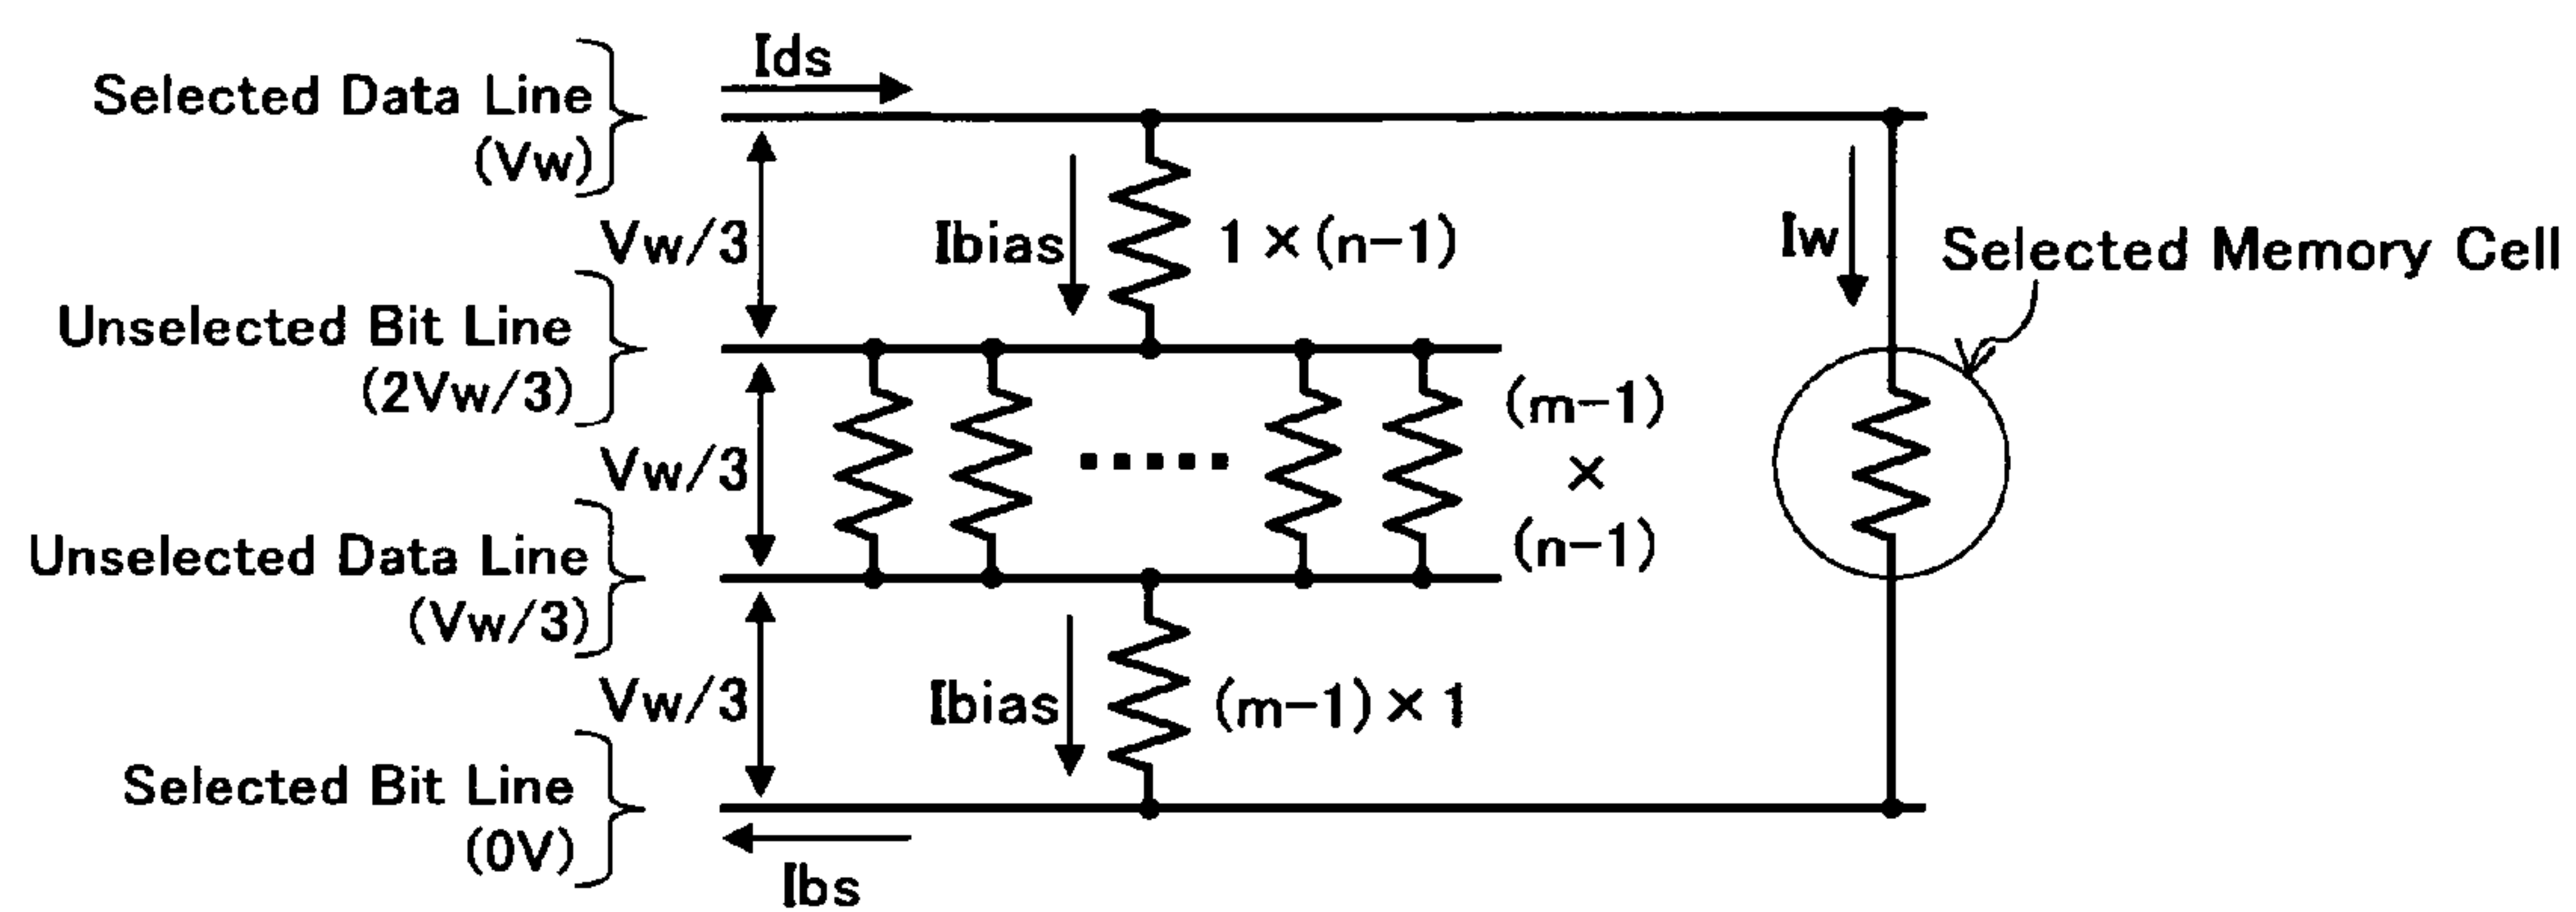 Ids
Selected Data Line
(Vw)
Vw/3
Ibias
1 × (n-1)
Iw
Selected Memory Cell
Unselected Bit Line
(2Vw/3)
Vw/3
(m-1)
×
(n-1)
Unselected Data Line
(Vw/3)
Vw/3
Ibias
(m-1) × 1
Selected Bit Line
(0V)
Ibs